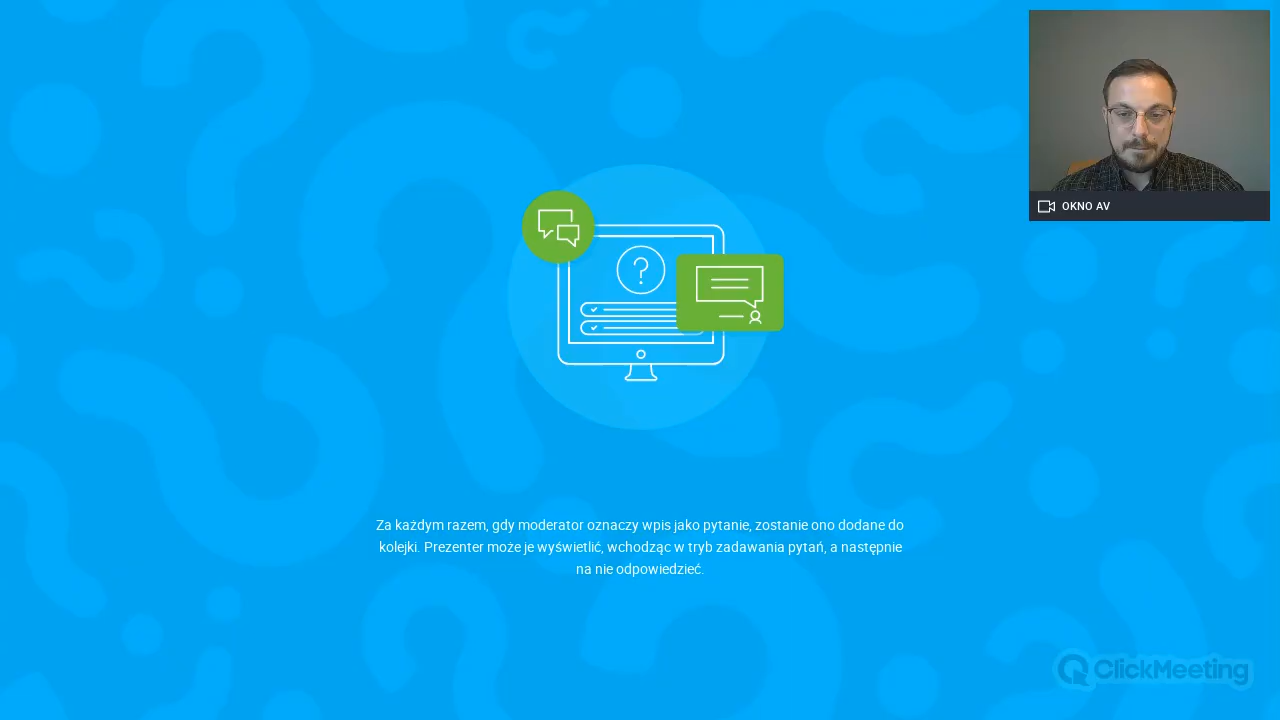 OKNO AV
?
Za każdym razem, gdy moderator oznaczy wpis jako pytanie, zostanie ono dodane do
kolejki. Prezenter może je wyświetlić, wchodząc w tryb zadawania pytań, a następnie
na nie odpowiedzieć.
ClickMeeting